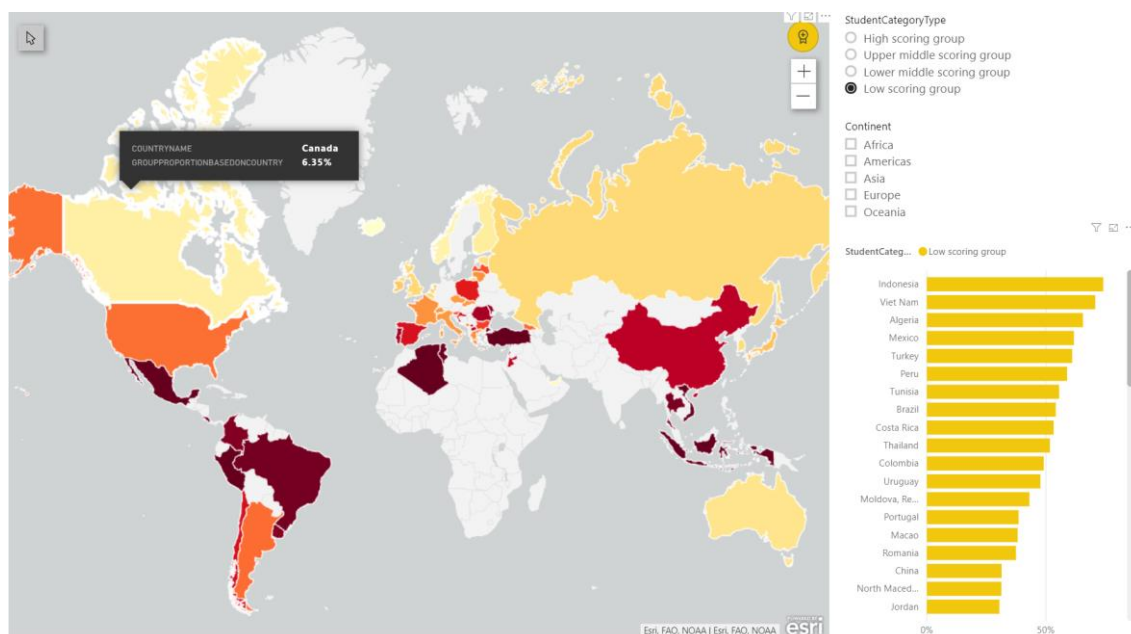 StudentCategoryType
High scoring group
Upper middle scoring group
Lower middle scoring group
Low scoring group
COUNTRYNAME Canada
GROUPPROPORTIONBASEDONCOUNTRY 6.35%
Continent
Africa
Americas
Asia
Europe
Oceania
StudentCateg... Low scoring group
Indonesia
Viet Nam
Algeria
Mexico
Turkey
Peru
Tunisia
Brazil
Costa Rica
Thailand
Colombia
Uruguay
Moldova, Re...
Portugal
Macao
Romania
China
North Maced...
Jordan
0% 50%
Esri, FAO, NOAA | Esri, FAO, NOAA
POWERED BY
esri